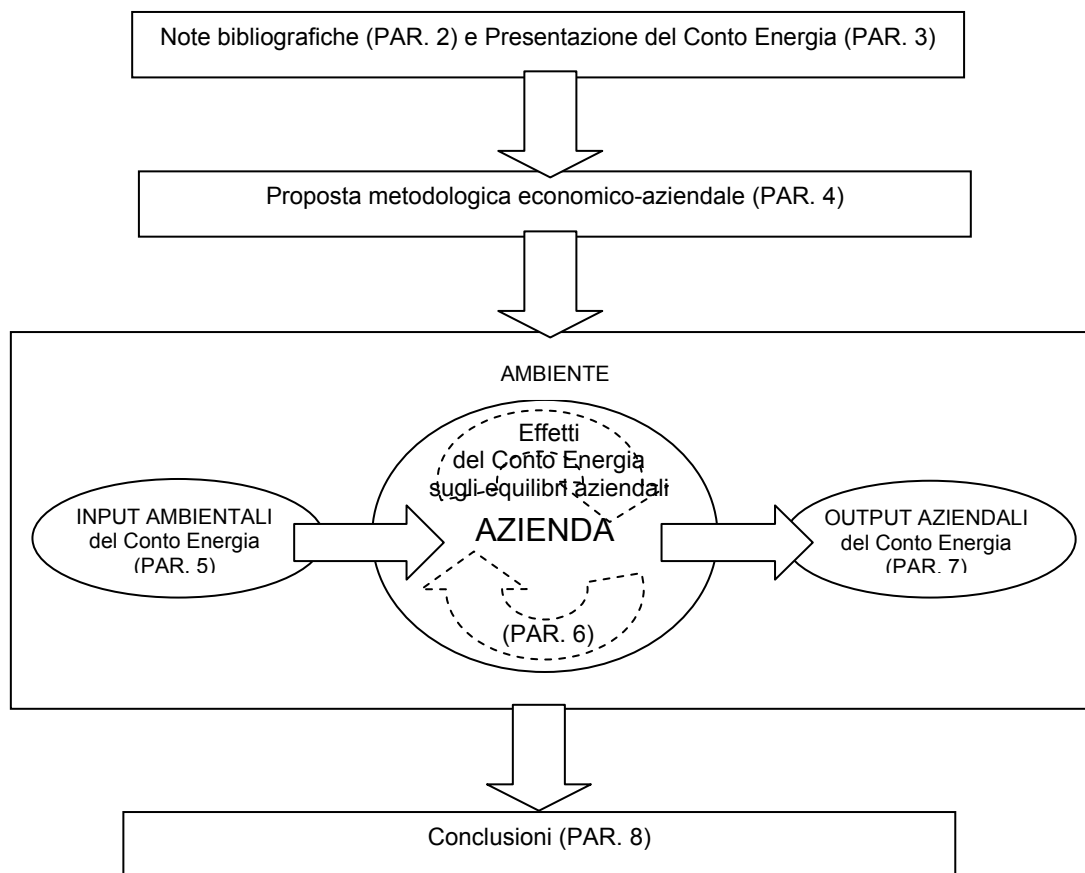 Note bibliografiche (PAR. 2) e Presentazione del Conto Energia (PAR. 3)
Proposta metodologica economico-aziendale (PAR. 4)
AMBIENTE
Effetti
del Conto Energia
sugli equilibri aziendali
AZIENDA
(PAR. 6)
INPUT AMBIENTALI
del Conto Energia
(PAR. 5)
OUTPUT AZIENDALI
del Conto Energia
(PAR. 7)
Conclusioni (PAR. 8)